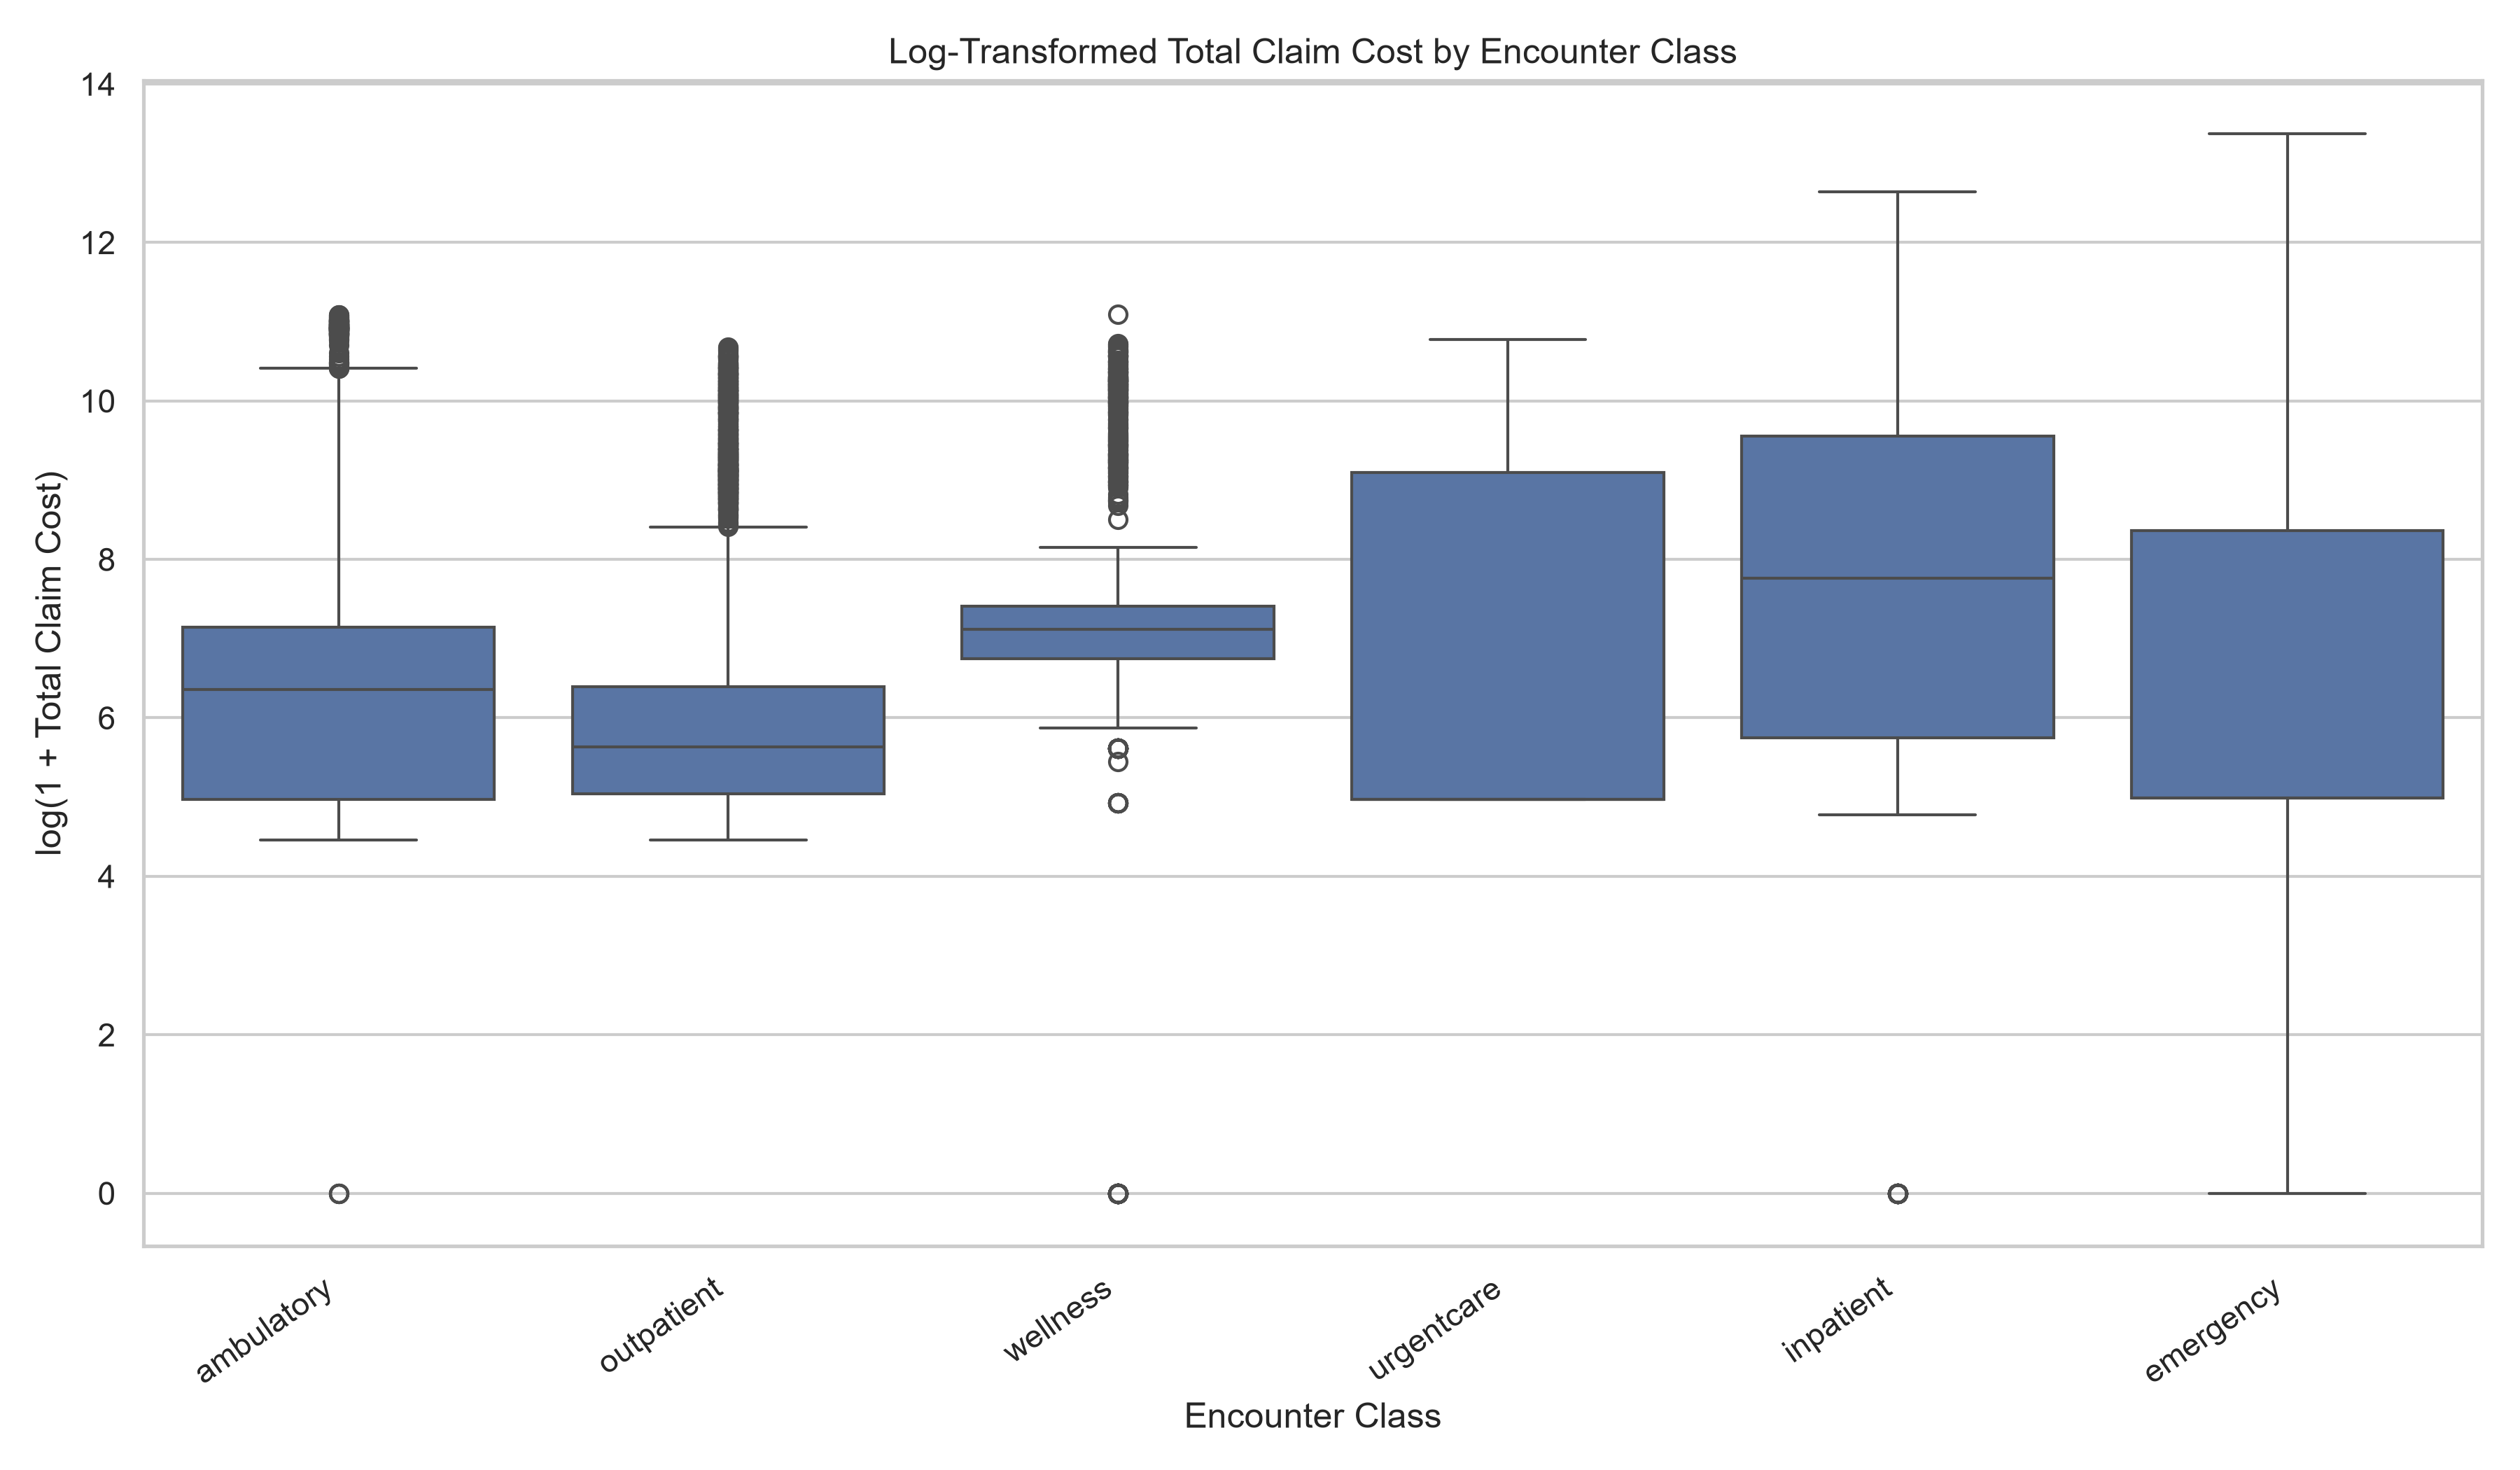 Log-Transformed Total Claim Cost by Encounter Class
14
12
10
8
6
4
2
0
log(1 + Total Claim Cost)
ambulatory
outpatient
wellness
urgentcare
inpatient
emergency
Encounter Class